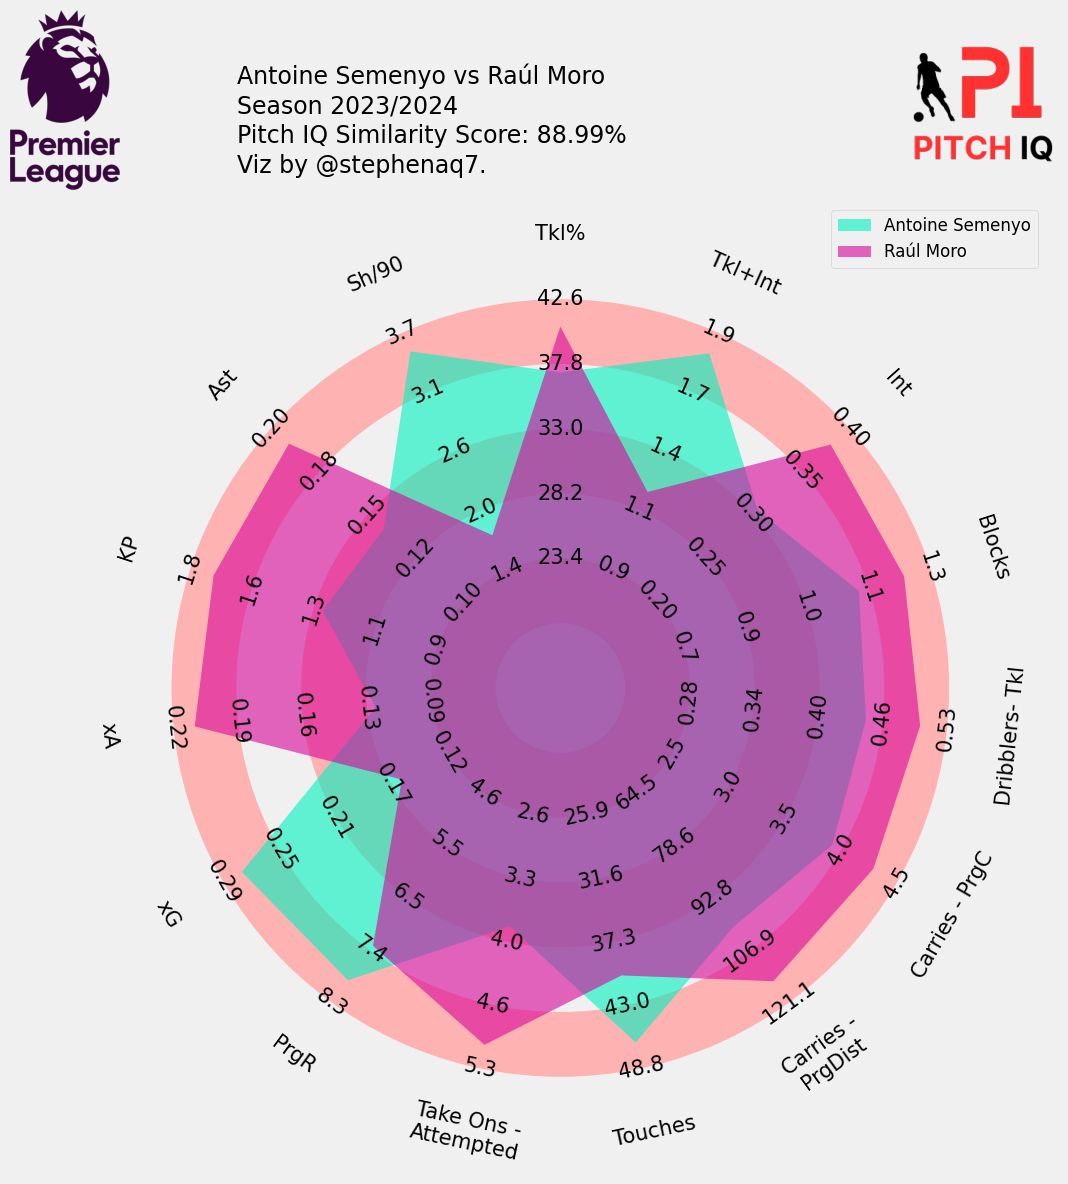 Premier
League
Antoine Semenyo vs Raúl Moro
Season 2023/2024
Pitch IQ Similarity Score: 88.99%
Viz by @stephenaq7.
PI
PITCH IQ
Antoine Semenyo
Raúl Moro
Tkl%
42.6
37.8
33.0
28.2
23.4
Tkl+Int
1.9
1.7
1.4
1.1
0.9
Int
0.40
0.35
0.30
0.25
0.20
Blocks
1.3
1.1
1.0
0.9
0.7
Dribblers- Tkl
0.53
0.46
0.40
0.34
0.28
Carries - PrgC
4.5
4.0
3.5
3.0
2.5
Carries -
PrgDist
121.1
106.9
92.8
78.6
64.5
Touches
48.8
43.0
37.3
31.6
25.9
Take Ons -
Attempted
5.3
4.6
4.0
3.3
2.6
PrgR
8.3
7.4
6.5
5.5
4.6
xG
0.29
0.25
0.21
0.17
0.12
xA
0.22
0.19
0.16
0.13
0.09
KP
1.8
1.6
1.3
1.1
0.9
Ast
0.20
0.18
0.15
0.12
0.10
Sh/90
3.7
3.1
2.6
2.0
1.4